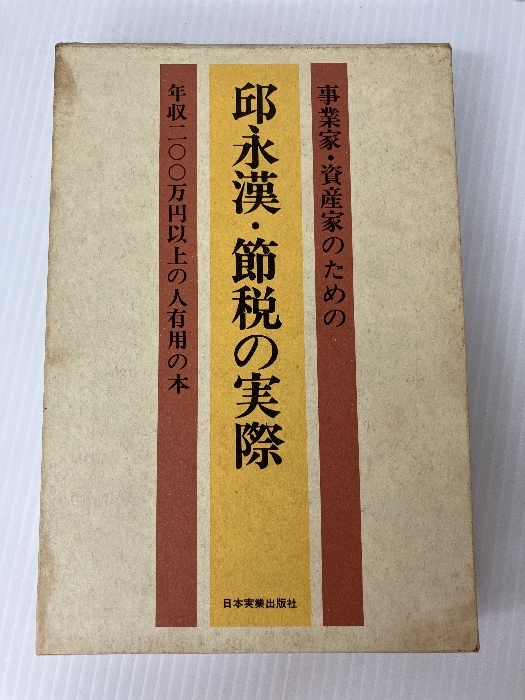 事業家・資産家のための
邱永漢・節税の実際
年収二〇〇万円以上の人有用の本
日本実業出版社